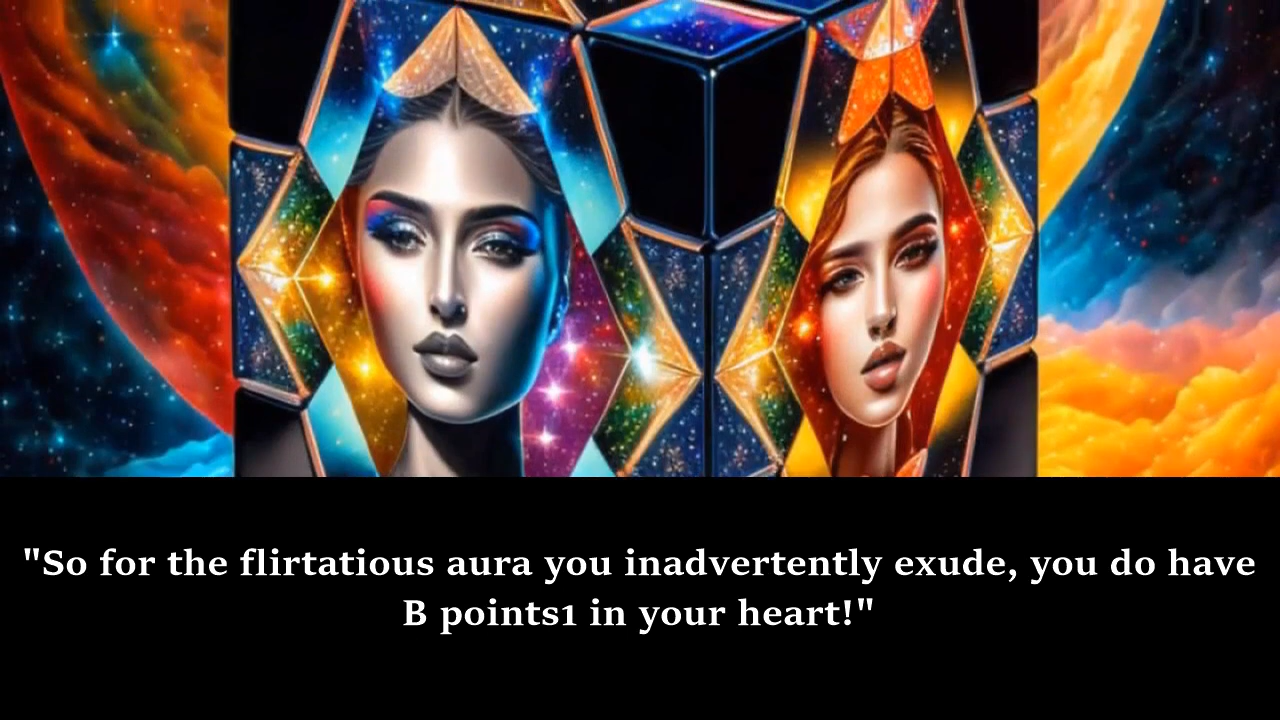 "So for the flirtatious aura you inadvertently exude, you do have
B points1 in your heart!"